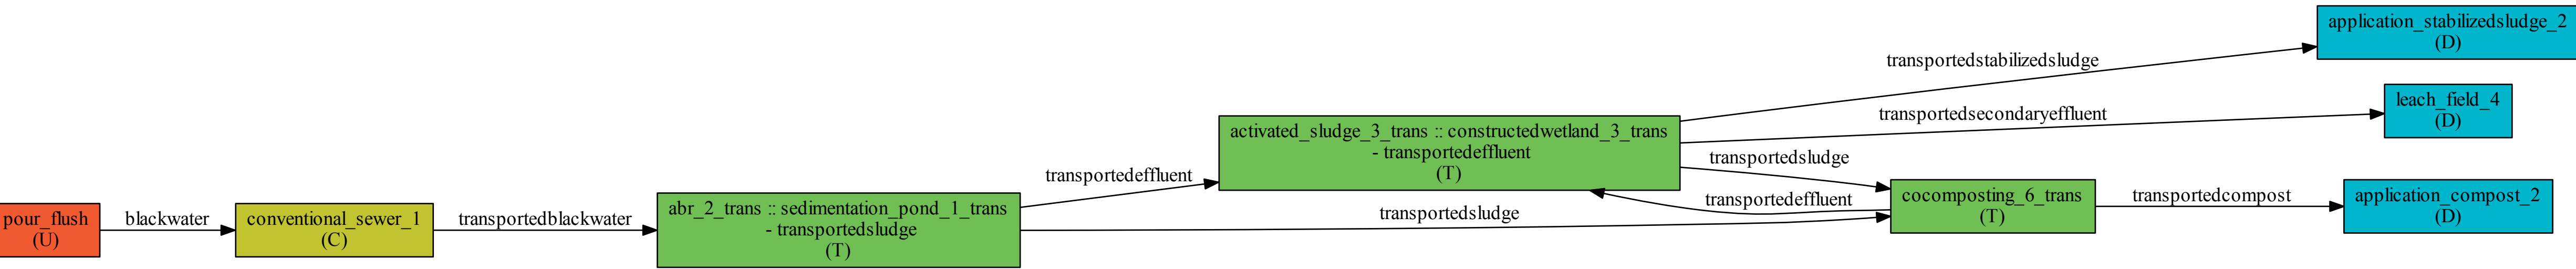 pour_flush
(U)
blackwater
conventional_sewer_1
(C)
transportedblackwater
abr_2_trans :: sedimentation_pond_1_trans
- transportedsludge
(T)
transportedeffluent
transportedsludge
activated_sludge_3_trans :: constructedwetland_3_trans
- transportedeffluent
(T)
transportedstabilizedsludge
transportedsecondaryeffluent
transportedsludge
transportedeffluent
cocomposting_6_trans
(T)
transportedcompost
application_stabilizedsludge_2
(D)
leach_field_4
(D)
application_compost_2
(D)